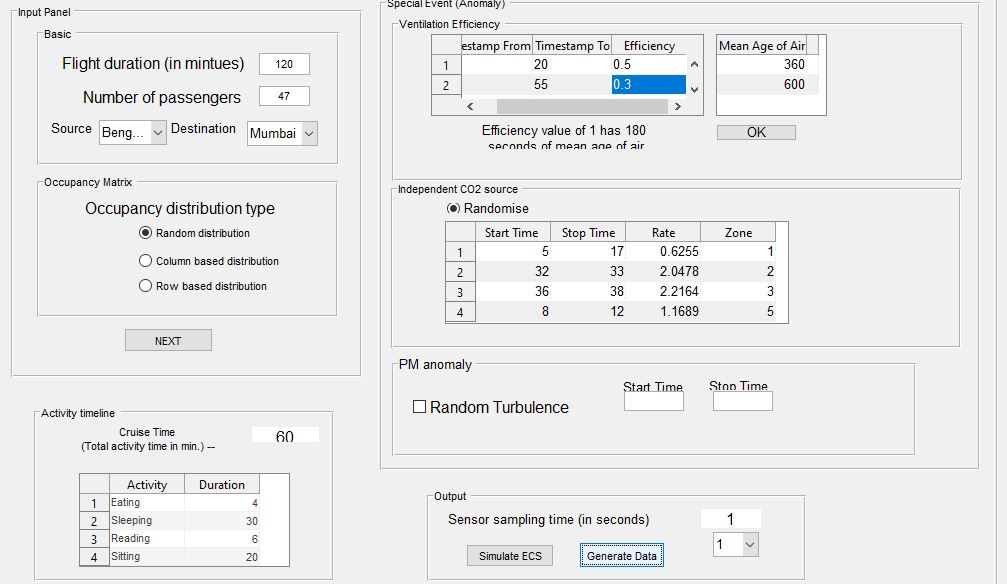 Input Panel
Basic
Flight duration (in mintues) 120
Number of passengers 47
Source Beng... Destination Mumbai
Occupancy Matrix
Occupancy distribution type
Random distribution
Column based distribution
Row based distribution
NEXT
Activity timeline
Cruise Time
(Total activity time in min.) -- 60
Activity Duration
1 Eating 4
2 Sleeping 30
3 Reading 6
4 Sitting 20
Special Event (Anomaly)
Ventilation Efficiency
estamp From Timestamp To Efficiency
1 20 0.5
2 55 0.3
Mean Age of Air
360
600
Efficiency value of 1 has 180
seconds of mean age of air
OK
Independent CO2 source
Randomise
Start Time Stop Time Rate Zone
1 5 17 0.6255 1
2 32 33 2.0478 2
3 36 38 2.2164 3
4 8 12 1.1689 5
PM anomaly
Random Turbulence
Start Time Stop Time
Output
Sensor sampling time (in seconds) 1
1
Simulate ECS Generate Data